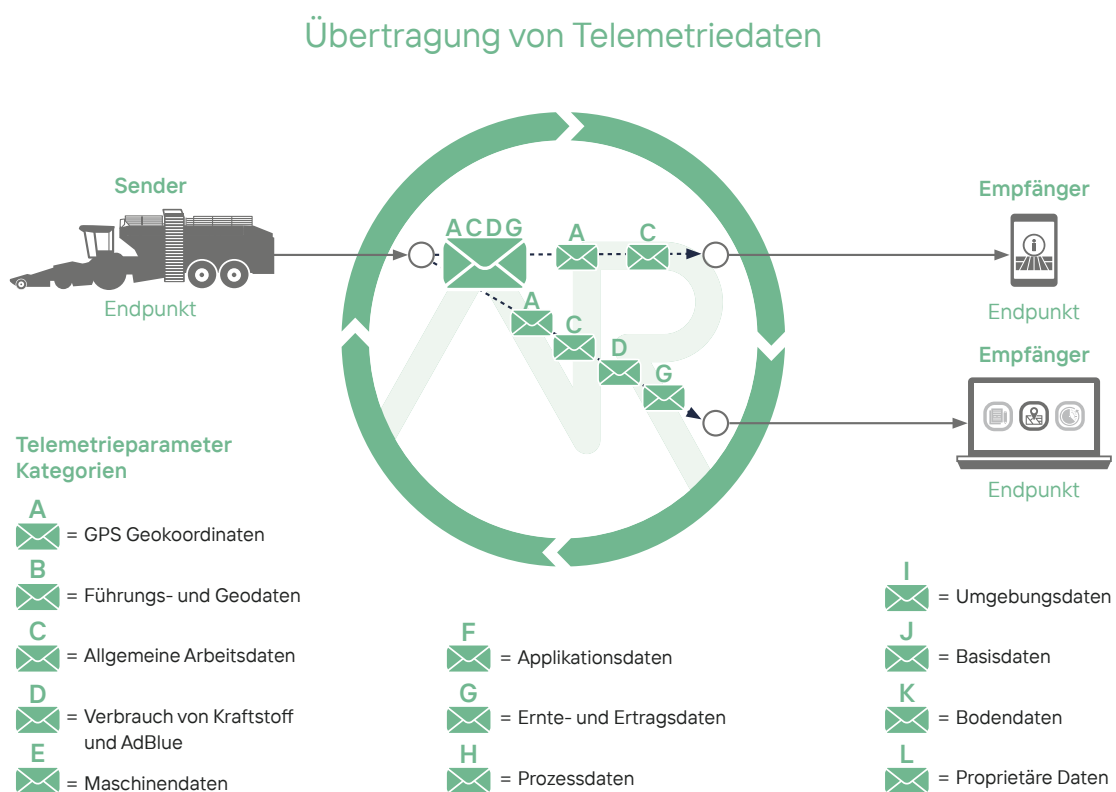 Übertragung von Telemetriedaten
Sender
Endpunkt
A C D G
A
C
A
C
D
G
Empfänger
i
Endpunkt
Empfänger
Endpunkt
AR
Telemetrieparameter
Kategorien
A
= GPS Geokoordinaten
B
= Führungs- und Geodaten
C
= Allgemeine Arbeitsdaten
D
= Verbrauch von Kraftstoff
und AdBlue
E
= Maschinendaten
F
= Applikationsdaten
G
= Ernte- und Ertragsdaten
H
= Prozessdaten
I
= Umgebungsdaten
J
= Basisdaten
K
= Bodendaten
L
= Proprietäre Daten